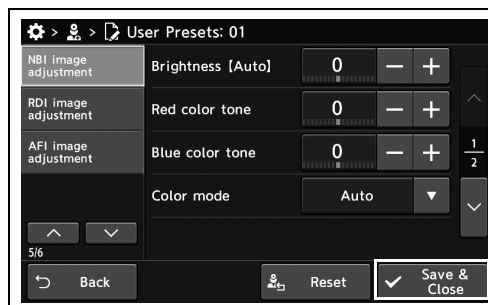 > > User Presets: 01
NBI image
adjustment
Brightness [Auto]
0
− +
RDI image
adjustment
Red color tone
0
− +
AFI image
adjustment
Blue color tone
0
− +
1
2
Color mode
Auto
5/6
Back
Reset
Save &
Close